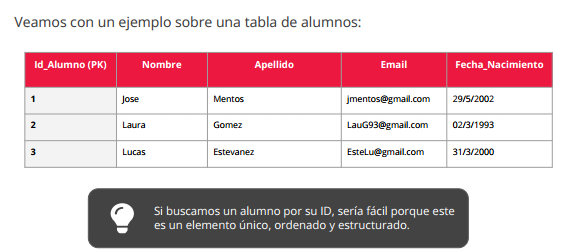 Veamos con un ejemplo sobre una tabla de alumnos:
Id_Alumno (PK) Nombre Apellido Email Fecha_Nacimiento
1 Jose Mentos jmentos@gmail.com 29/5/2002
2 Laura Gomez LauG93@gmail.com 02/3/1993
3 Lucas Estevanez EsteLu@gmail.com 31/3/2000
Si buscamos un alumno por su ID, sería fácil porque este
es un elemento único, ordenado y estructurado.